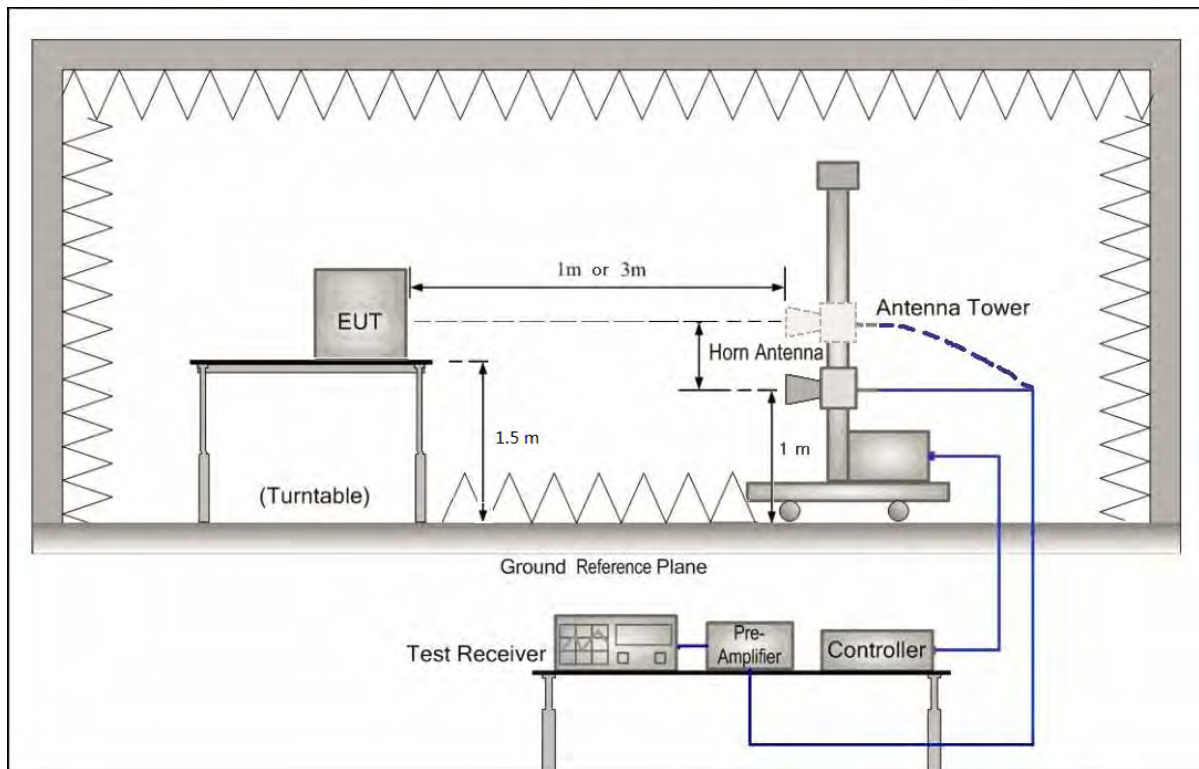 1m or 3m
EUT
Antenna Tower
Horn Antenna
1.5 m
1 m
(Turntable)
Ground Reference Plane
Test Receiver
Pre-
Amplifier
Controller